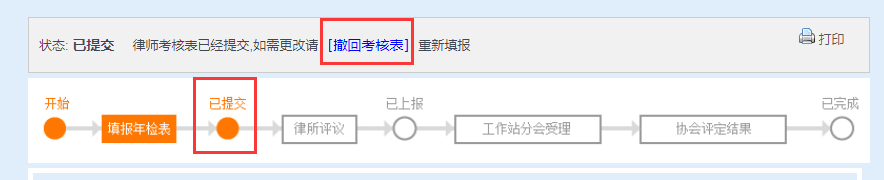 状态: 已提交 律师考核表已经提交,如需更改请 [撤回考核表] 重新填报
打印
开始 已提交 已上报 已完成
填报年检表 律所评议 工作站分会受理 协会评定结果